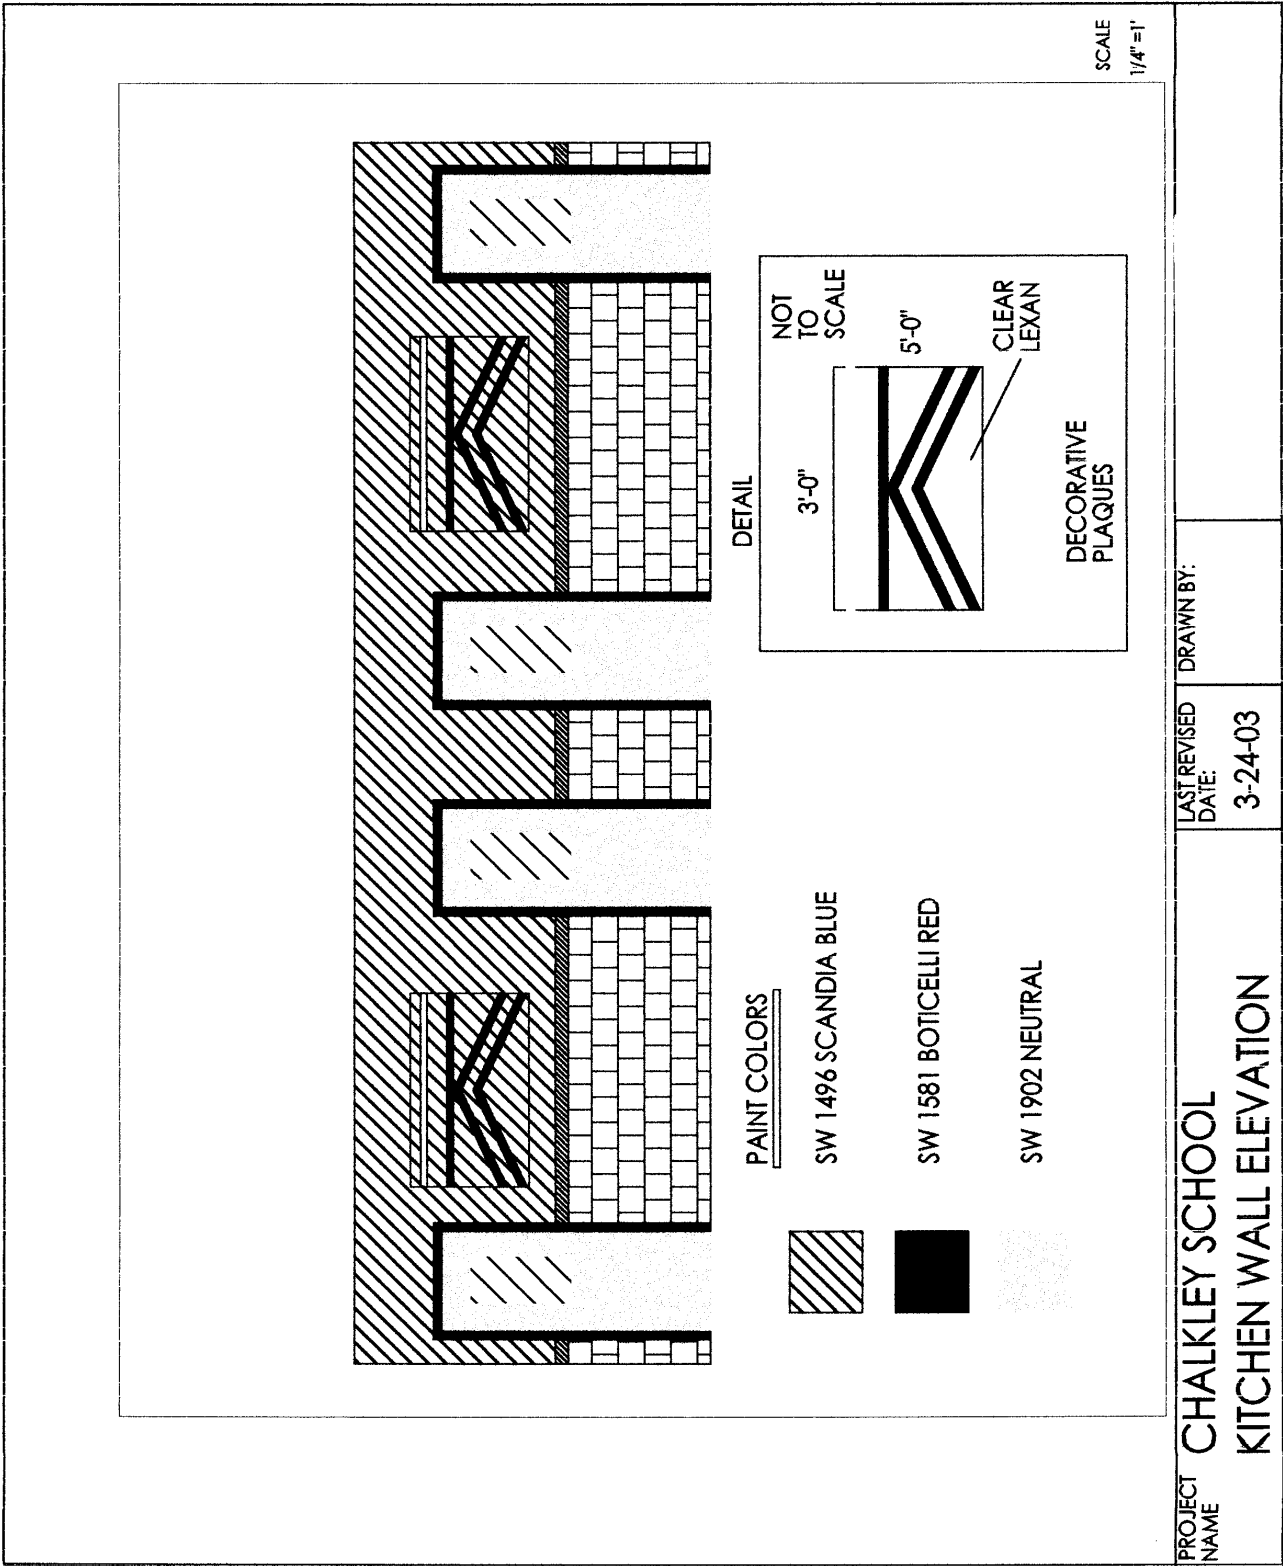 SCALE
1/4"=1'
DETAIL
NOT
TO
SCALE
3'-0"
5'-0"
CLEAR
LEXAN
DECORATIVE
PLAQUES
PAINT COLORS
SW 1496 SCANDIA BLUE
SW 1581 BOTICELLI RED
SW 1902 NEUTRAL
PROJECT
NAME
CHALKLEY SCHOOL
KITCHEN WALL ELEVATION
LAST REVISED
DATE:
3-24-03
DRAWN BY: